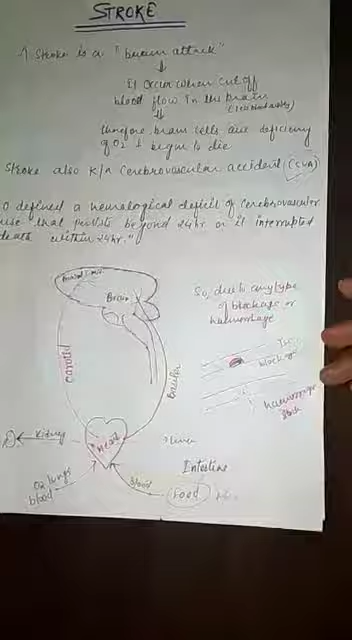 STROKE
A stroke is a "brain attack"
It occur when cut off
blood flow in the brain
therefore brain cells are deficiency
of O2 & begin to die
Stroke also K/a Cerebrovascular accident (CVA)
O defined a neurological deficit of cerebrovascular
use that persists beyond 24hr or is interrupted
death within 24hr."
So, due to any type
of blockage or
haemorrhage
Brain
carotid
Basilar
blockage
haemorrhage
Kidney
Heart
liver
Intestine
O2 lungs
blood
blood
Food